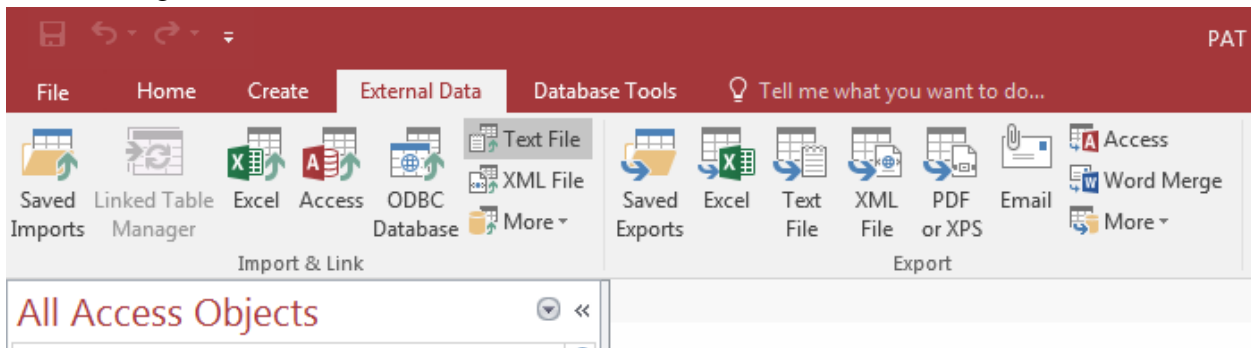 PAT
File Home Create External Data Database Tools Tell me what you want to do...
Saved Imports
Linked Table Manager
Excel
Access
ODBC Database
Text File
XML File
More
Import & Link
Saved Exports
Excel
Text File
XML File
PDF or XPS
Email
Access
Word Merge
More
Export
All Access Objects